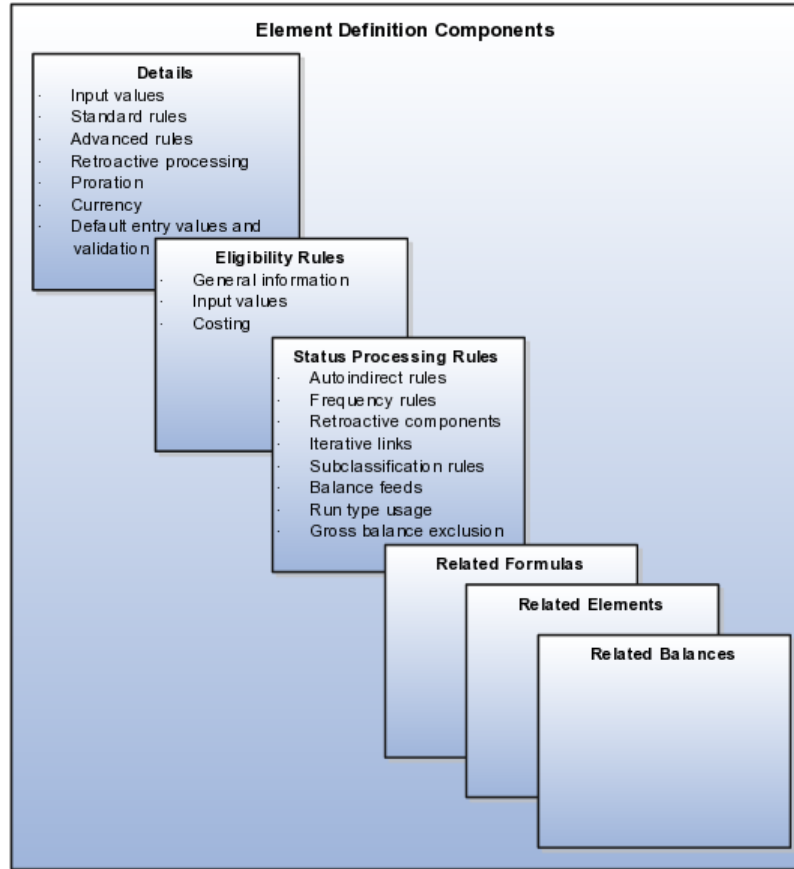 Element Definition Components
Details
· Input values
· Standard rules
· Advanced rules
· Retroactive processing
· Proration
· Currency
· Default entry values and
validation
Eligibility Rules
· General information
· Input values
· Costing
Status Processing Rules
· Autoindirect rules
· Frequency rules
· Retroactive components
· Iterative links
· Subclassification rules
· Balance feeds
· Run type usage
· Gross balance exclusion
Related Formulas
Related Elements
Related Balances